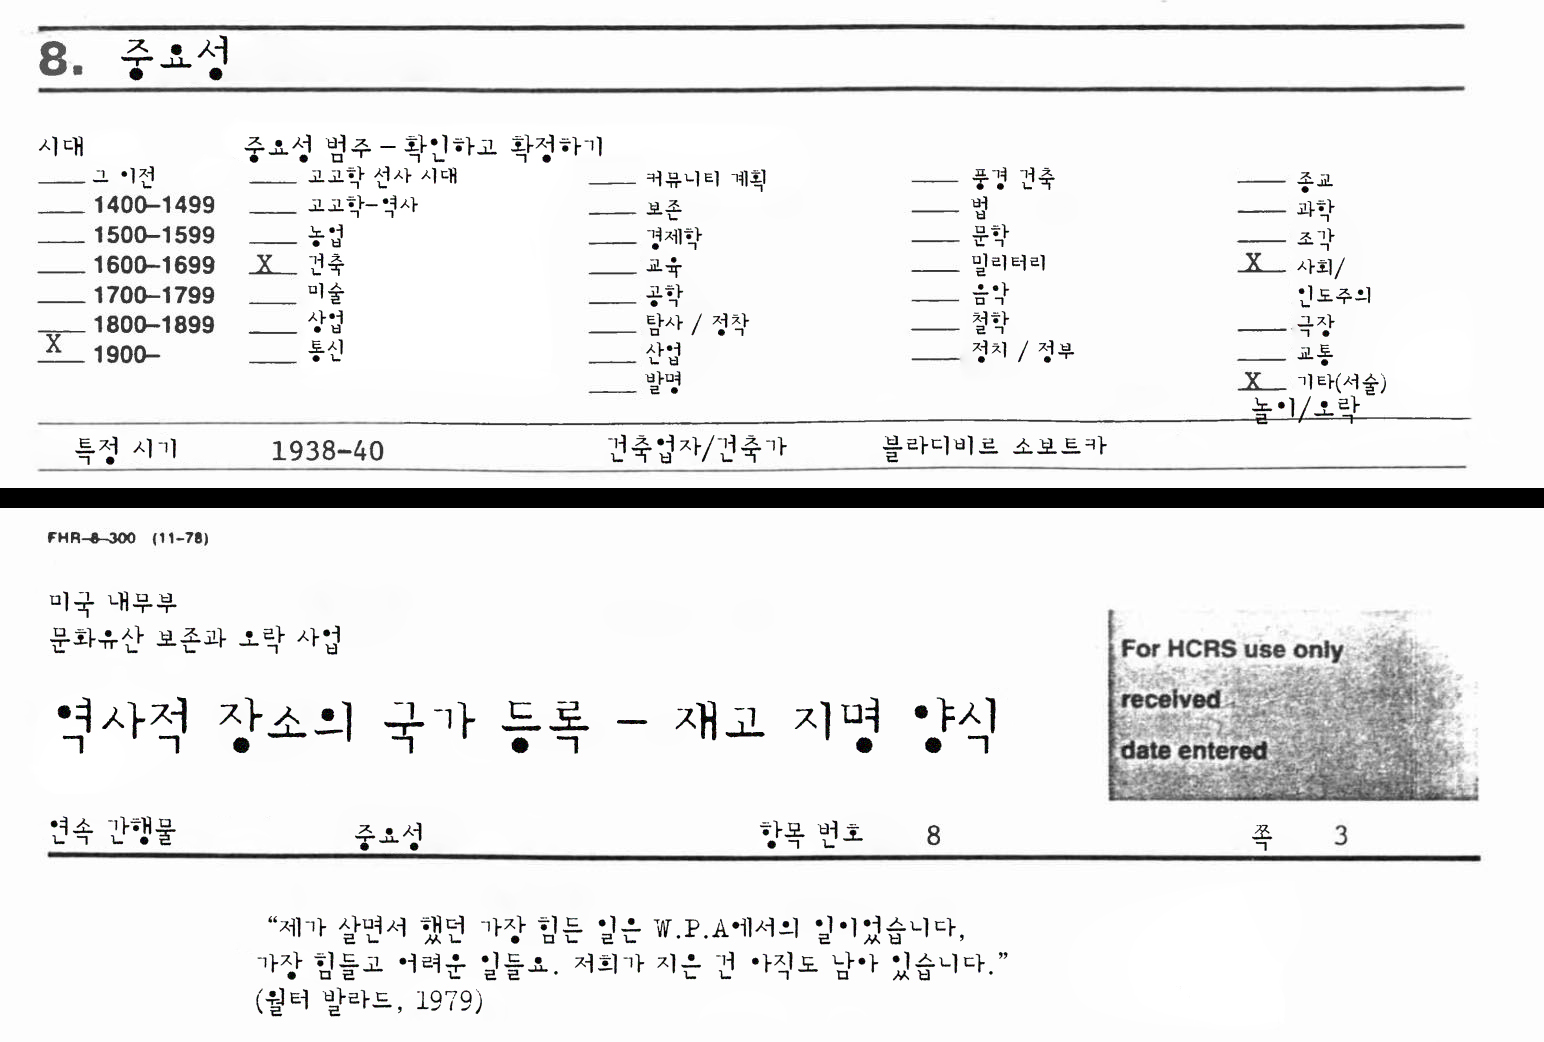 8. 중요성
시대 중요성 범주 – 확인하고 확정하기
___ 그 이전 ___ 고고학 선사 시대 ___ 커뮤니티 계획 ___ 풍경 건축 ___ 종교
___ 1400–1499 ___ 고고학–역사 ___ 보존 ___ 법 ___ 과학
___ 1500–1599 ___ 농업 ___ 경제학 ___ 문학 ___ 조각
___ 1600–1699 X 건축 ___ 교육 ___ 밀리터리 X 사회/
___ 1700–1799 ___ 미술 ___ 공학 ___ 음악 인도주의
___ 1800–1899 ___ 산업 ___ 탐사 / 정착 ___ 철학 ___ 극장
X 1900– ___ 통신 ___ 산업 ___ 정치 / 정부 ___ 교통
___ 발명 X 기타(서술)
놀이/오락
특정 시기 1938–40 건축업자/건축가 블라디비르 소보트카
FHR–8–300 (11–78)
미국 내무부
문화유산 보존과 오락 사업
역사적 장소의 국가 등록 – 재고 지명 양식
For HCRS use only
received
date entered
연속 간행물 중요성 항목 번호 8 쪽 3
“제가 살면서 했던 가장 힘든 일은 W.P.A에서의 일이었습니다,
가장 힘들고 어려운 일들요. 저희가 지은 건 아직도 남아 있습니다.”
(월터 발라드, 1979)